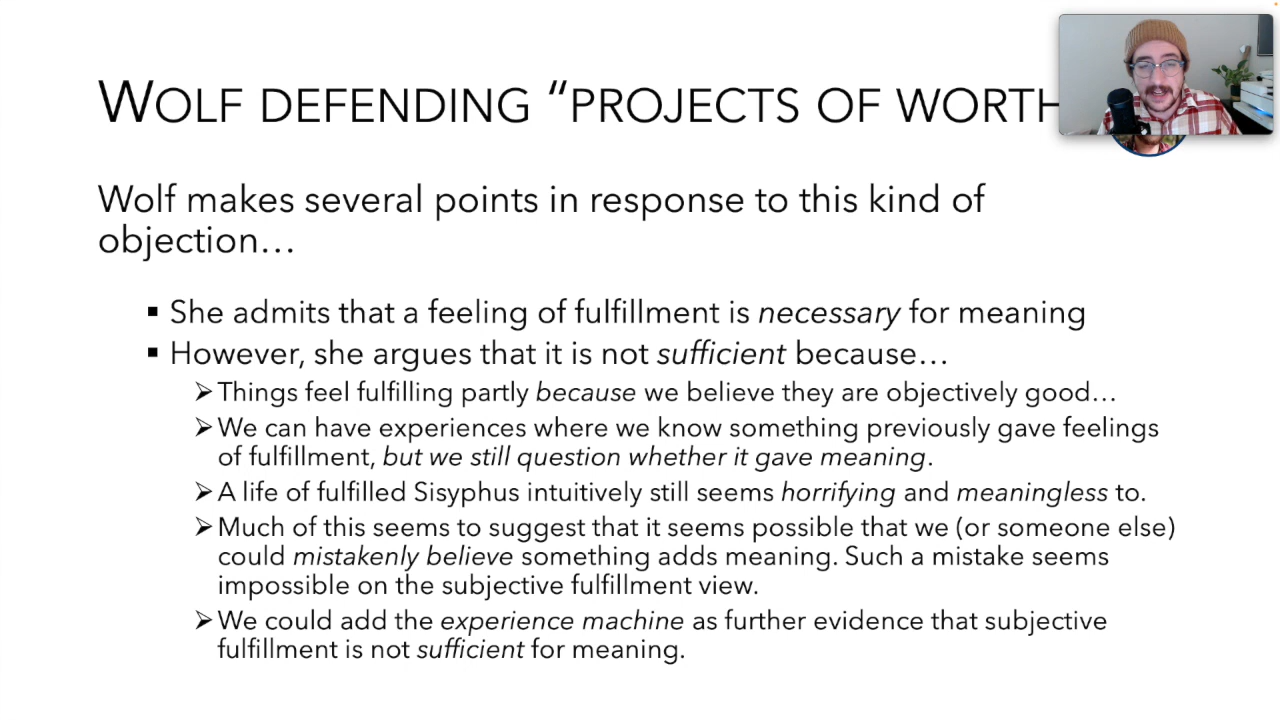 WOLF DEFENDING “PROJECTS OF WORTH
Wolf makes several points in response to this kind of
objection…
▪ She admits that a feeling of fulfillment is necessary for meaning
▪ However, she argues that it is not sufficient because…
➢ Things feel fulfilling partly because we believe they are objectively good…
➢ We can have experiences where we know something previously gave feelings
of fulfillment, but we still question whether it gave meaning.
➢ A life of fulfilled Sisyphus intuitively still seems horrifying and meaningless to.
➢ Much of this seems to suggest that it seems possible that we (or someone else)
could mistakenly believe something adds meaning. Such a mistake seems
impossible on the subjective fulfillment view.
➢ We could add the experience machine as further evidence that subjective
fulfillment is not sufficient for meaning.